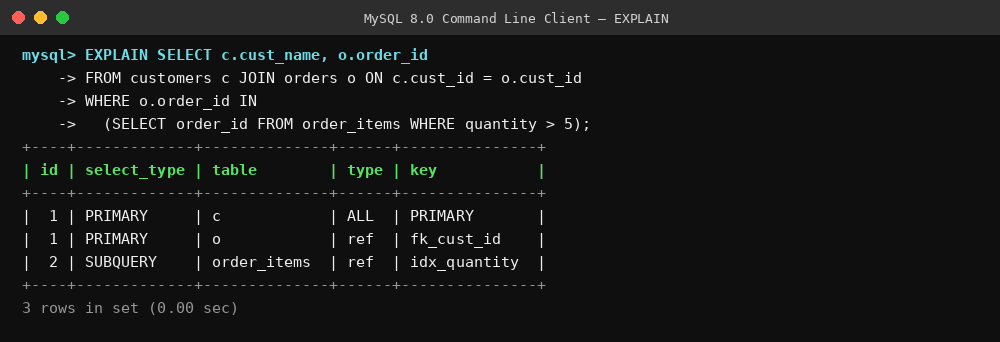 MySQL 8.0 Command Line Client — EXPLAIN
mysql> EXPLAIN SELECT c.cust_name, o.order_id
    -> FROM customers c JOIN orders o ON c.cust_id = o.cust_id
    -> WHERE o.order_id IN
    ->   (SELECT order_id FROM order_items WHERE quantity > 5);
+----+-------------+--------------+------+---------------+
| id | select_type | table        | type | key           |
+----+-------------+--------------+------+---------------+
|  1 | PRIMARY     | c            | ALL  | PRIMARY       |
|  1 | PRIMARY     | o            | ref  | fk_cust_id    |
|  2 | SUBQUERY    | order_items  | ref  | idx_quantity  |
+----+-------------+--------------+------+---------------+
3 rows in set (0.00 sec)